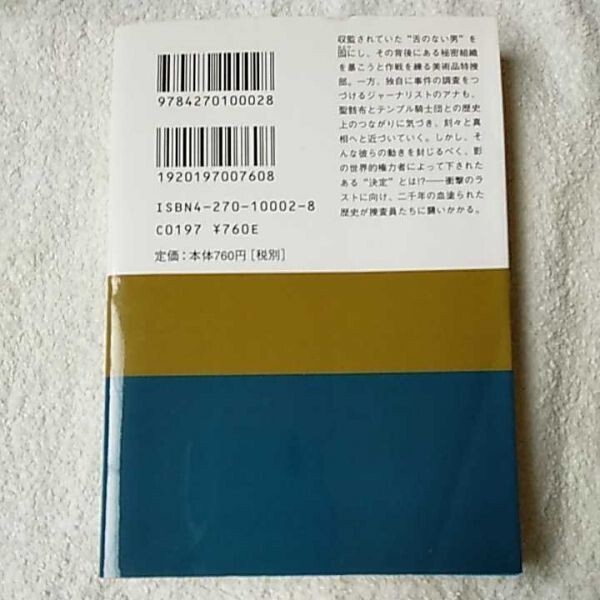 9784270100028
1920197007608
ISBN4-270-10002-8
C0197 ¥760E
定価：本体760円［税別］
収監されていた“舌のない男”を
囮にし、その背後にある秘密組織
を暴こうと作戦を練る美術品特捜
部。一方、独自に事件の調査をつ
づけるジャーナリストのアナも、
聖骸布とテンプル騎士団との歴史
上のつながりに気づき、刻々と真
相へと近づいていく。しかし、そ
んな彼らの動きを封じるべく、影
の世界的権力者によって下された
ある“決定”とは!?――衝撃のラ
ストに向け、二千年の血塗られた
歴史が捜査員たちに襲いかかる。